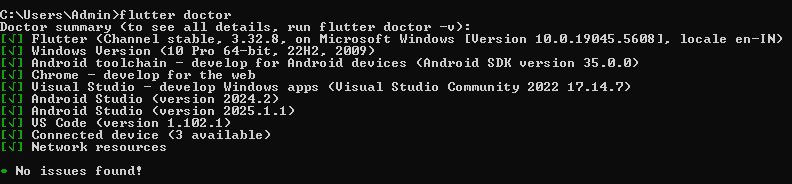 C:\Users\Admin>flutter doctor
Doctor summary (to see all details, run flutter doctor -v):
[√] Flutter (Channel stable, 3.32.8, on Microsoft Windows [Version 10.0.19045.5608], locale en-IN)
[√] Windows Version (10 Pro 64-bit, 22H2, 2009)
[√] Android toolchain - develop for Android devices (Android SDK version 35.0.0)
[√] Chrome - develop for the web
[√] Visual Studio - develop Windows apps (Visual Studio Community 2022 17.14.7)
[√] Android Studio (version 2024.2)
[√] Android Studio (version 2025.1.1)
[√] VS Code (version 1.102.1)
[√] Connected device (3 available)
[√] Network resources
• No issues found!